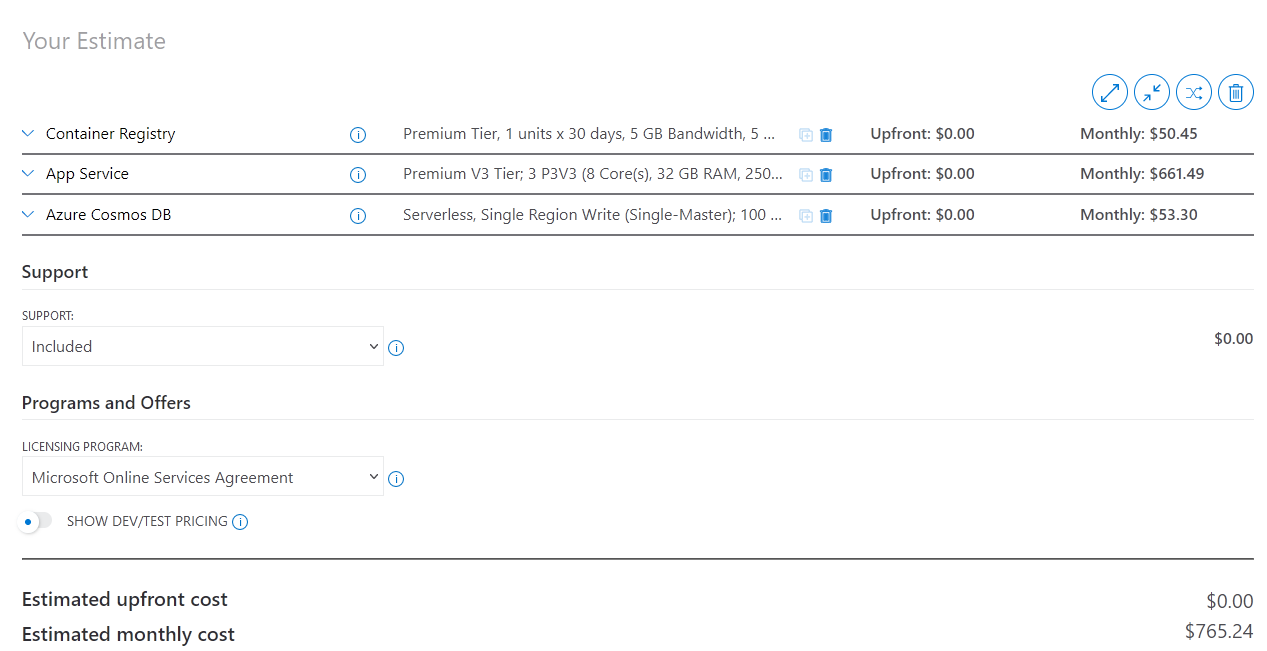 Your Estimate
Container Registry Premium Tier, 1 units x 30 days, 5 GB Bandwidth, 5 ... Upfront: $0.00 Monthly: $50.45
App Service Premium V3 Tier; 3 P3V3 (8 Core(s), 32 GB RAM, 250... Upfront: $0.00 Monthly: $661.49
Azure Cosmos DB Serverless, Single Region Write (Single-Master); 100 ... Upfront: $0.00 Monthly: $53.30
Support
SUPPORT:
Included $0.00
Programs and Offers
LICENSING PROGRAM:
Microsoft Online Services Agreement
SHOW DEV/TEST PRICING
Estimated upfront cost $0.00
Estimated monthly cost $765.24